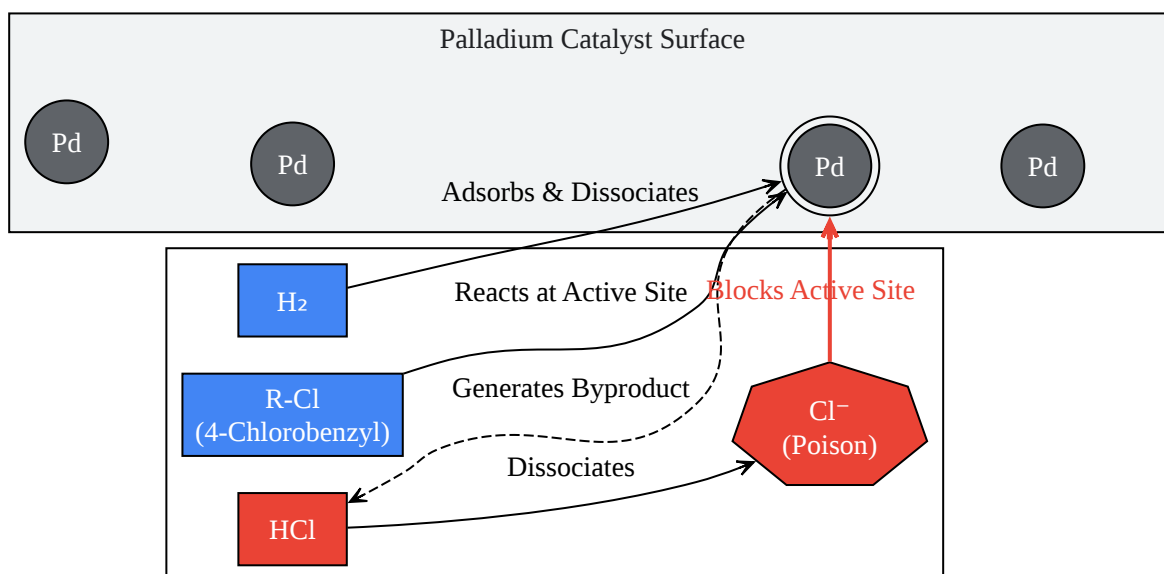 Palladium Catalyst Surface
Pd
Pd
Pd
Pd
Adsorbs & Dissociates
H₂
Reacts at Active Site
Blocks Active Site
R-Cl
(4-Chlorobenzyl)
Generates Byproduct
Cl⁻
(Poison)
Dissociates
HCl